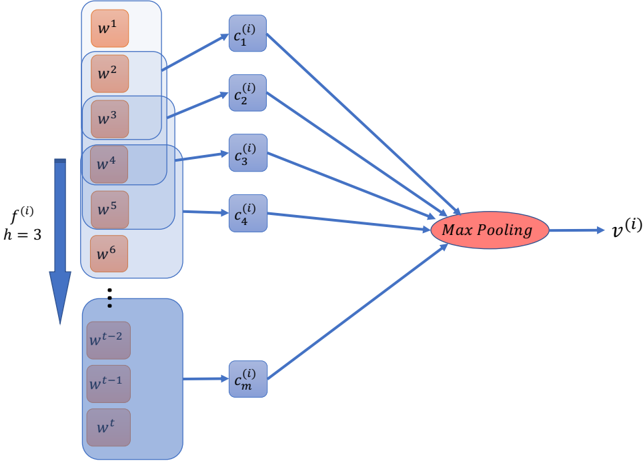 w^1
w^2
w^3
w^4
w^5
w^6
⋮
w^{t-2}
w^{t-1}
w^t
f^{(i)}
h = 3
c_1^{(i)}
c_2^{(i)}
c_3^{(i)}
c_4^{(i)}
c_m^{(i)}
Max Pooling
v^{(i)}